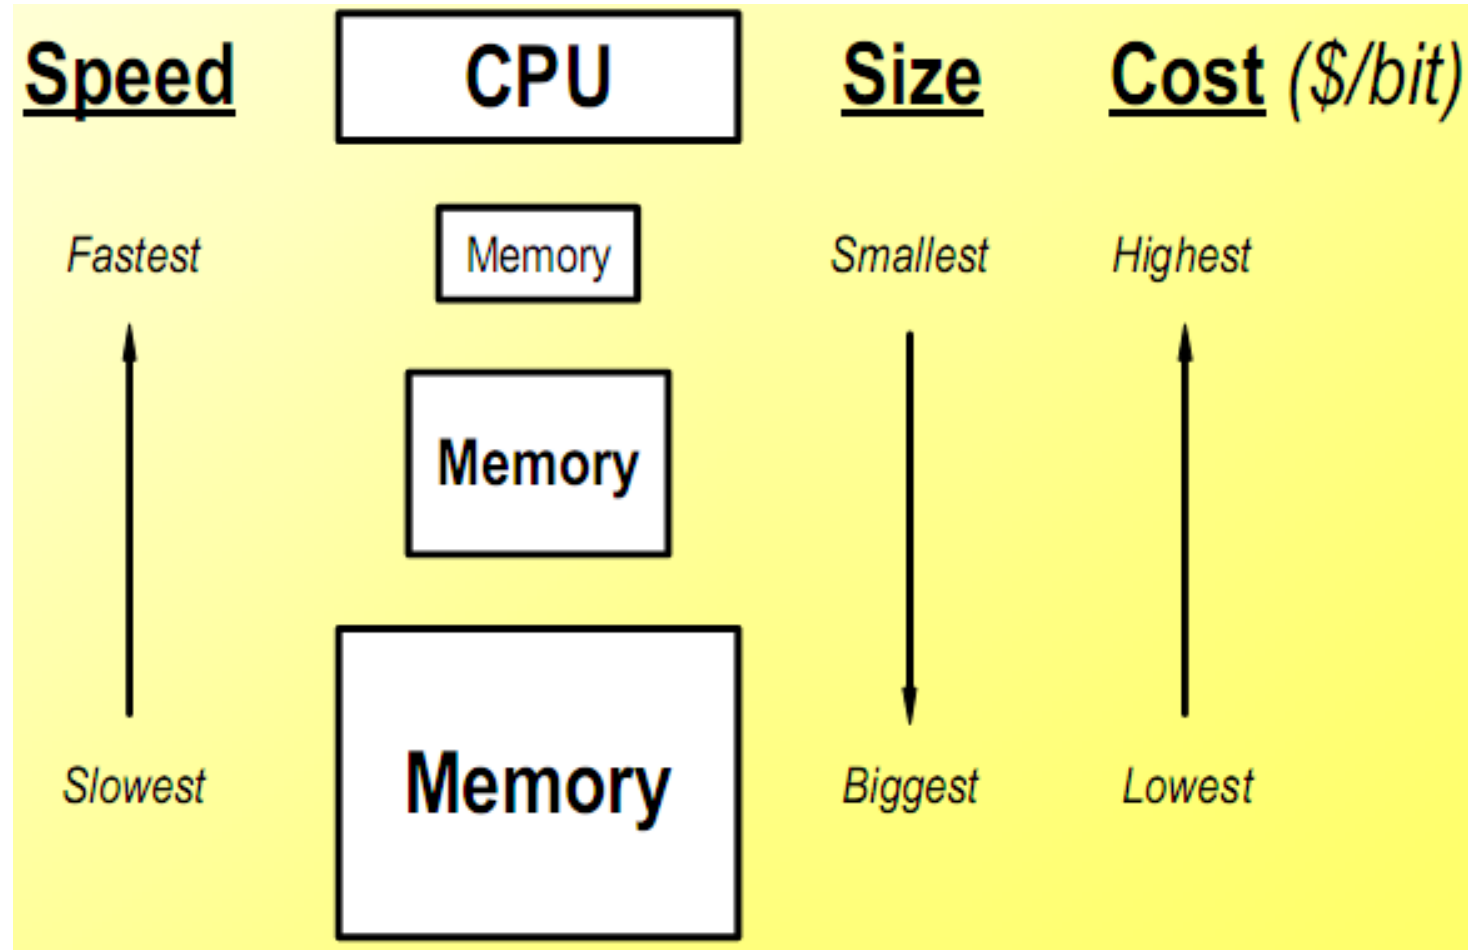 Speed CPU Size Cost ($/bit)
Fastest Memory Smallest Highest
Memory
Slowest Memory Biggest Lowest